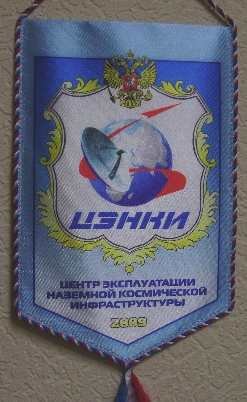 ЦЭНКИ
ЦЕНТР ЭКСПЛУАТАЦИИ
НАЗЕМНОЙ КОСМИЧЕСКОЙ
ИНФРАСТРУКТУРЫ
2009